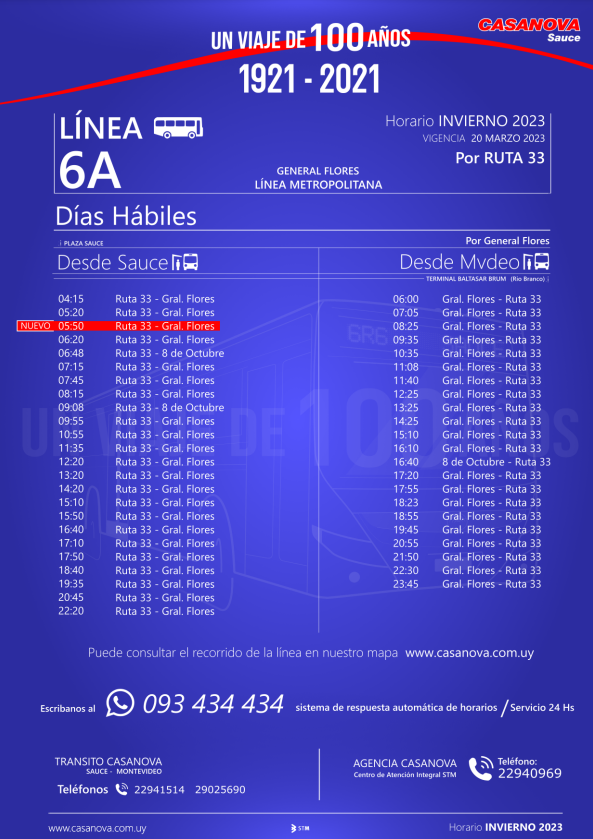 UN VIAJE DE 100 AÑOS
1921 - 2021
CASANOVA
Sauce
LÍNEA
6A
Horario INVIERNO 2023
VIGENCIA 20 MARZO 2023
Por RUTA 33
GENERAL FLORES
LÍNEA METROPOLITANA
Días Hábiles
↓ PLAZA SAUCE
Desde Sauce
Por General Flores
Desde Mvdeo
TERMINAL BALTASAR BRUM (Río Branco) ↓
04:15 Ruta 33 - Gral. Flores
05:20 Ruta 33 - Gral. Flores
NUEVO 05:50 Ruta 33 - Gral. Flores
06:20 Ruta 33 - Gral. Flores
06:48 Ruta 33 - 8 de Octubre
07:15 Ruta 33 - Gral. Flores
07:45 Ruta 33 - Gral. Flores
08:15 Ruta 33 - Gral. Flores
09:08 Ruta 33 - 8 de Octubre
09:55 Ruta 33 - Gral. Flores
10:55 Ruta 33 - Gral. Flores
11:35 Ruta 33 - Gral. Flores
12:20 Ruta 33 - Gral. Flores
13:20 Ruta 33 - Gral. Flores
14:20 Ruta 33 - Gral. Flores
15:10 Ruta 33 - Gral. Flores
15:50 Ruta 33 - Gral. Flores
16:40 Ruta 33 - Gral. Flores
17:10 Ruta 33 - Gral. Flores
17:50 Ruta 33 - Gral. Flores
18:40 Ruta 33 - Gral. Flores
19:35 Ruta 33 - Gral. Flores
20:45 Ruta 33 - Gral. Flores
22:20 Ruta 33 - Gral. Flores
06:00 Gral. Flores - Ruta 33
07:05 Gral. Flores - Ruta 33
08:25 Gral. Flores - Ruta 33
09:35 Gral. Flores - Ruta 33
10:35 Gral. Flores - Ruta 33
11:08 Gral. Flores - Ruta 33
11:40 Gral. Flores - Ruta 33
12:25 Gral. Flores - Ruta 33
13:25 Gral. Flores - Ruta 33
14:25 Gral. Flores - Ruta 33
15:10 Gral. Flores - Ruta 33
16:10 Gral. Flores - Ruta 33
16:40 8 de Octubre - Ruta 33
17:20 Gral. Flores - Ruta 33
17:55 Gral. Flores - Ruta 33
18:23 Gral. Flores - Ruta 33
18:55 Gral. Flores - Ruta 33
19:45 Gral. Flores - Ruta 33
20:55 Gral. Flores - Ruta 33
21:50 Gral. Flores - Ruta 33
22:30 Gral. Flores - Ruta 33
23:45 Gral. Flores - Ruta 33
Puede consultar el recorrido de la línea en nuestro mapa www.casanova.com.uy
Escribanos al 093 434 434 sistema de respuesta automática de horarios / Servicio 24 Hs
TRANSITO CASANOVA
SAUCE - MONTEVIDEO
Teléfonos 22941514 29025690
AGENCIA CASANOVA
Centro de Atención Integral STM
Teléfono:
22940969
www.casanova.com.uy
STM
Horario INVIERNO 2023